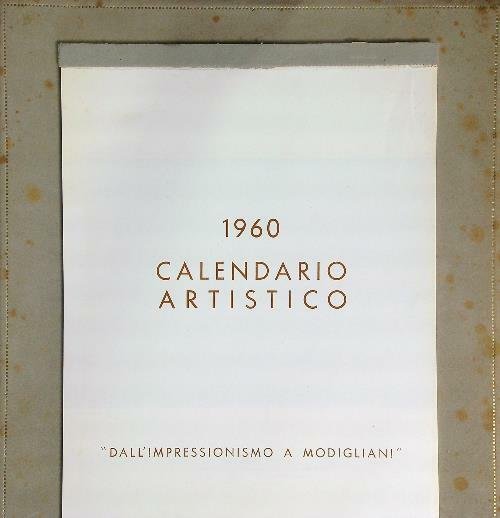 1960
CALENDARIO
ARTISTICO
"DALL'IMPRESSIONISMO A MODIGLIANI"